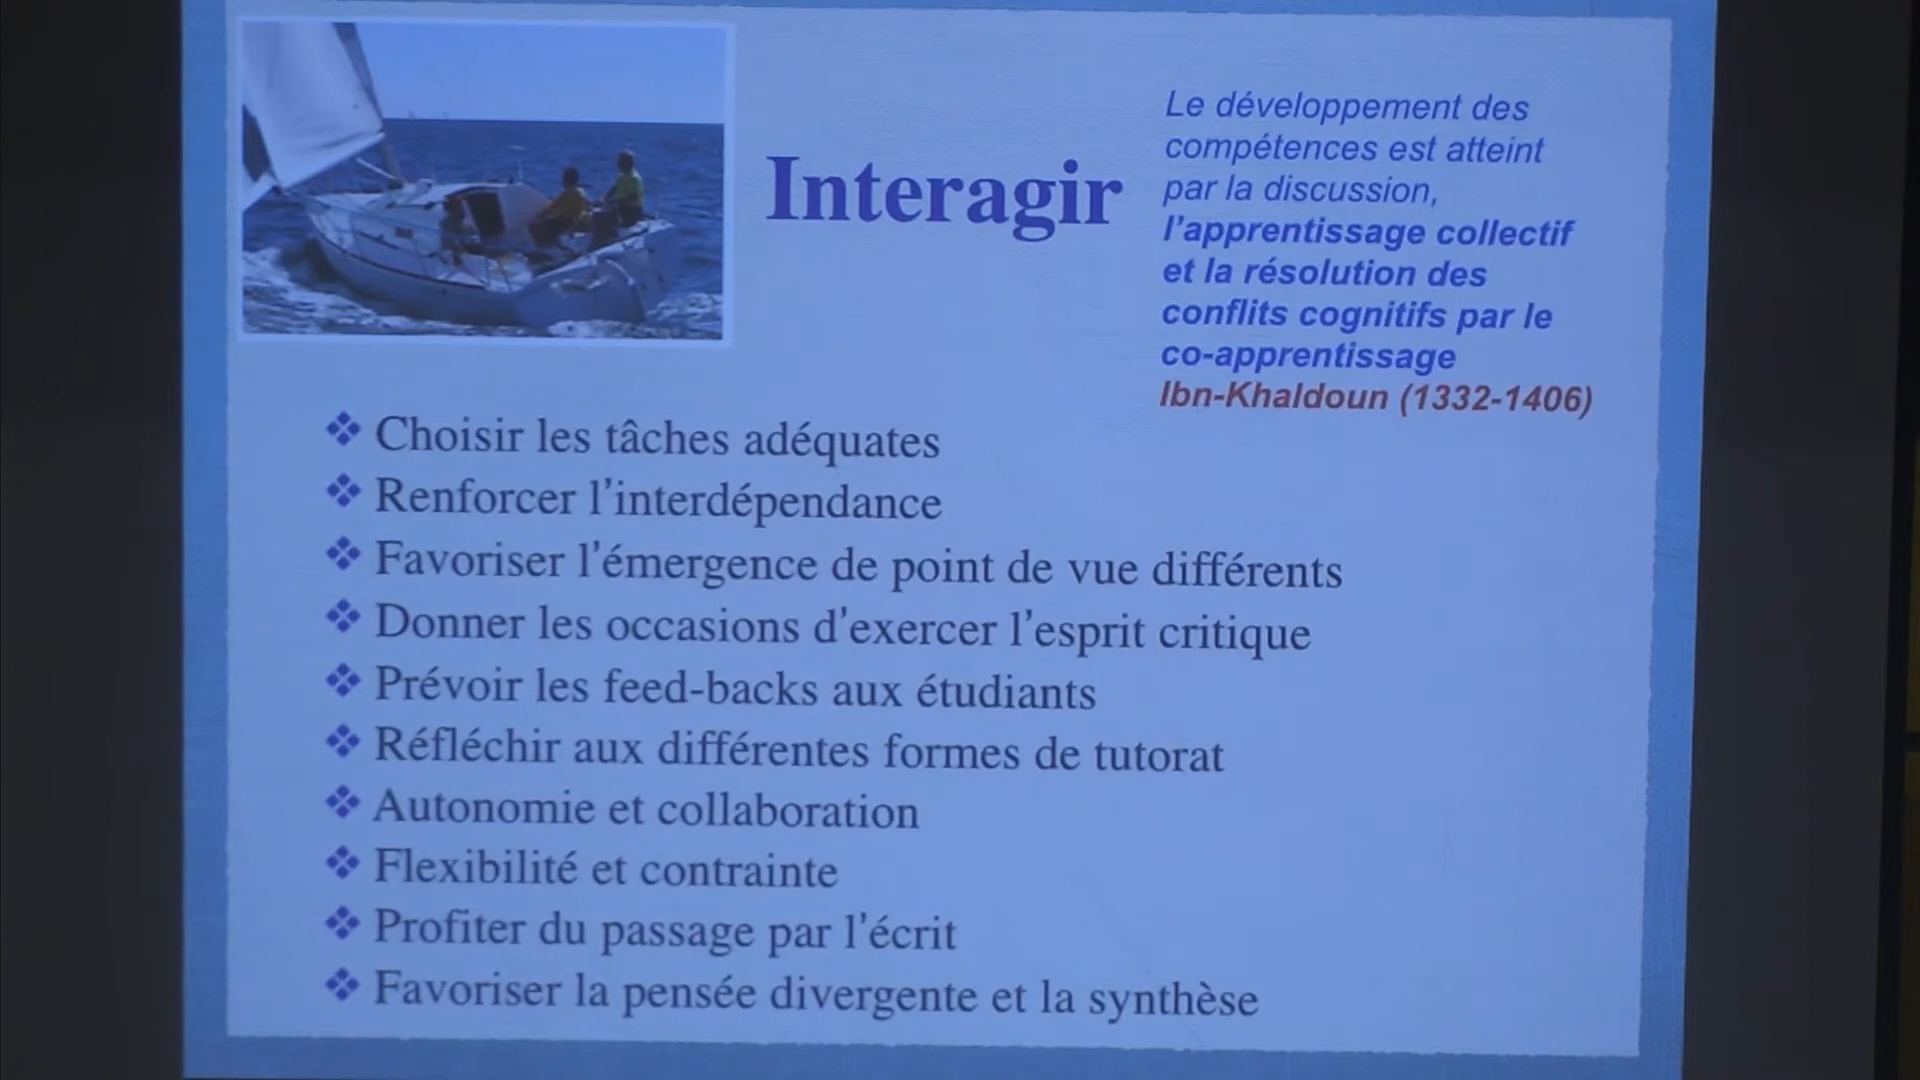 Interagir
Le développement des
compétences est atteint
par la discussion,
l'apprentissage collectif
et la résolution des
conflits cognitifs par le
co-apprentissage
Ibn-Khaldoun (1332-1406)
Choisir les tâches adéquates
Renforcer l'interdépendance
Favoriser l'émergence de point de vue différents
Donner les occasions d'exercer l'esprit critique
Prévoir les feed-backs aux étudiants
Réfléchir aux différentes formes de tutorat
Autonomie et collaboration
Flexibilité et contrainte
Profiter du passage par l'écrit
Favoriser la pensée divergente et la synthèse